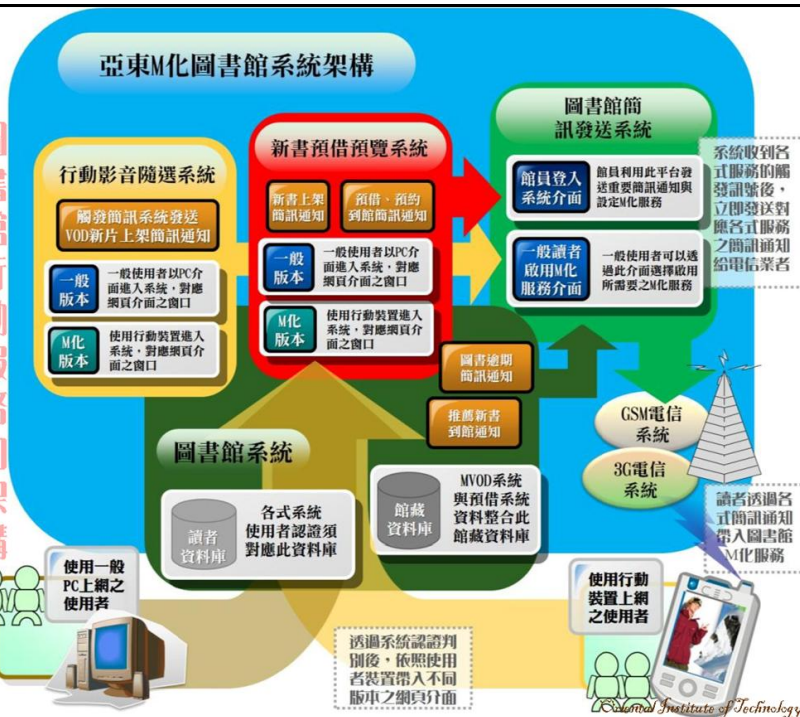 亞東M化圖書館系統架構
行動影音隨選系統
觸發簡訊系統發送
VOD新片上架簡訊通知
一般
版本
一般使用者以PC介
面進入系統，對應
網頁介面之窗口
M化
版本
使用行動裝置進入
系統，對應網頁介
面之窗口
新書預借預覽系統
新書上架
簡訊通知
預借、預約
到館簡訊通知
一般
版本
一般使用者以PC
介面進入系統，對應
網頁介面之窗口
M化
版本
使用行動裝置進入
系統，對應網頁介
面之窗口
圖書館簡
訊發送系統
館員登入
系統介面
館員利用此平台發
送重要簡訊通知與
設定M化服務
一般讀者
啟用M化
服務介面
一般使用者可以透
過此介面選擇啟用
所需要之M化服務
系統收到各
式服務的觸
發訊號後，
立即發送對
應各式服務
之簡訊通知
給電信業者
圖書逾期
簡訊通知
推薦新書
到館通知
圖書館系統
讀者
資料庫
各式系統
使用者認證須
對應此資料庫
館藏
資料庫
MVOD系統
與預借系統
資料整合此
館藏資料庫
GSM電信
系統
3G電信
系統
讀者透過各
式簡訊通知
帶入圖書館
M化服務
使用一般
PC上網之
使用者
透過系統認證判
別後，依照使用
者裝置帶入不同
版本之網頁介面
使用行動
裝置上網
之使用者
Oriental Institute of Technology